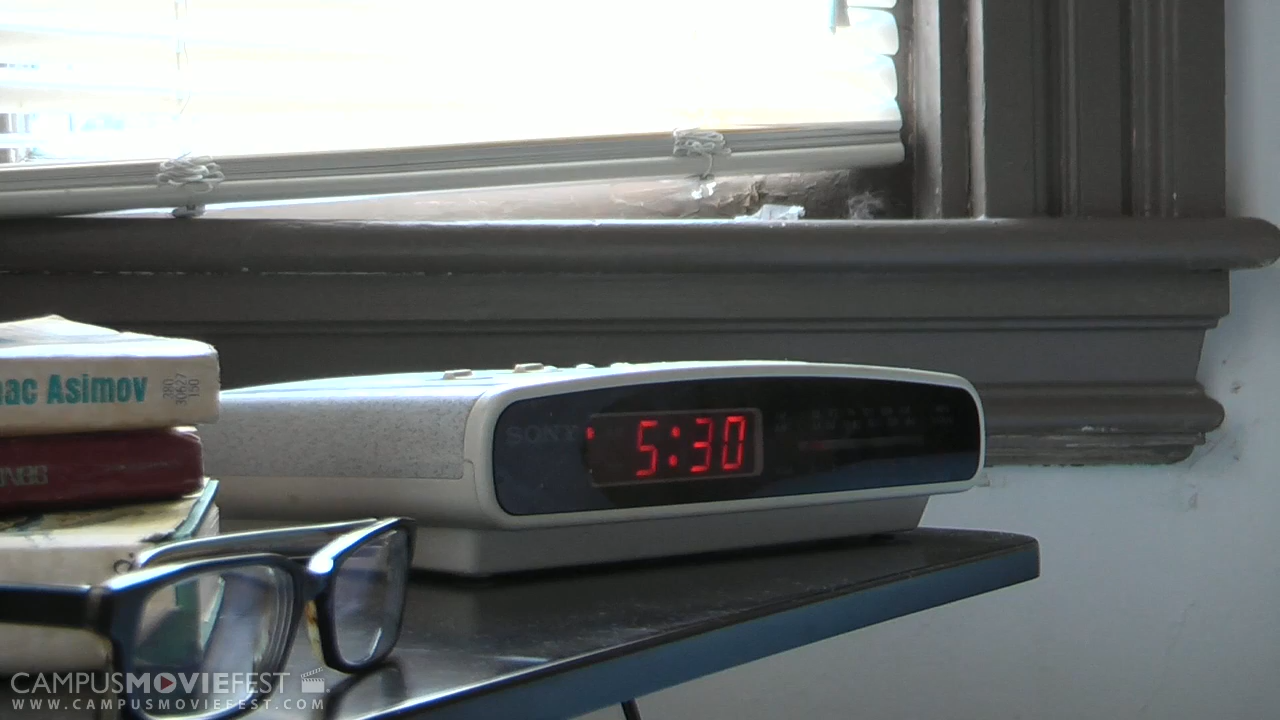 ac Asimov
SONY
5:30
CAMPUSMOVIEFEST
WWW.CAMPUSMOVIEFEST.COM